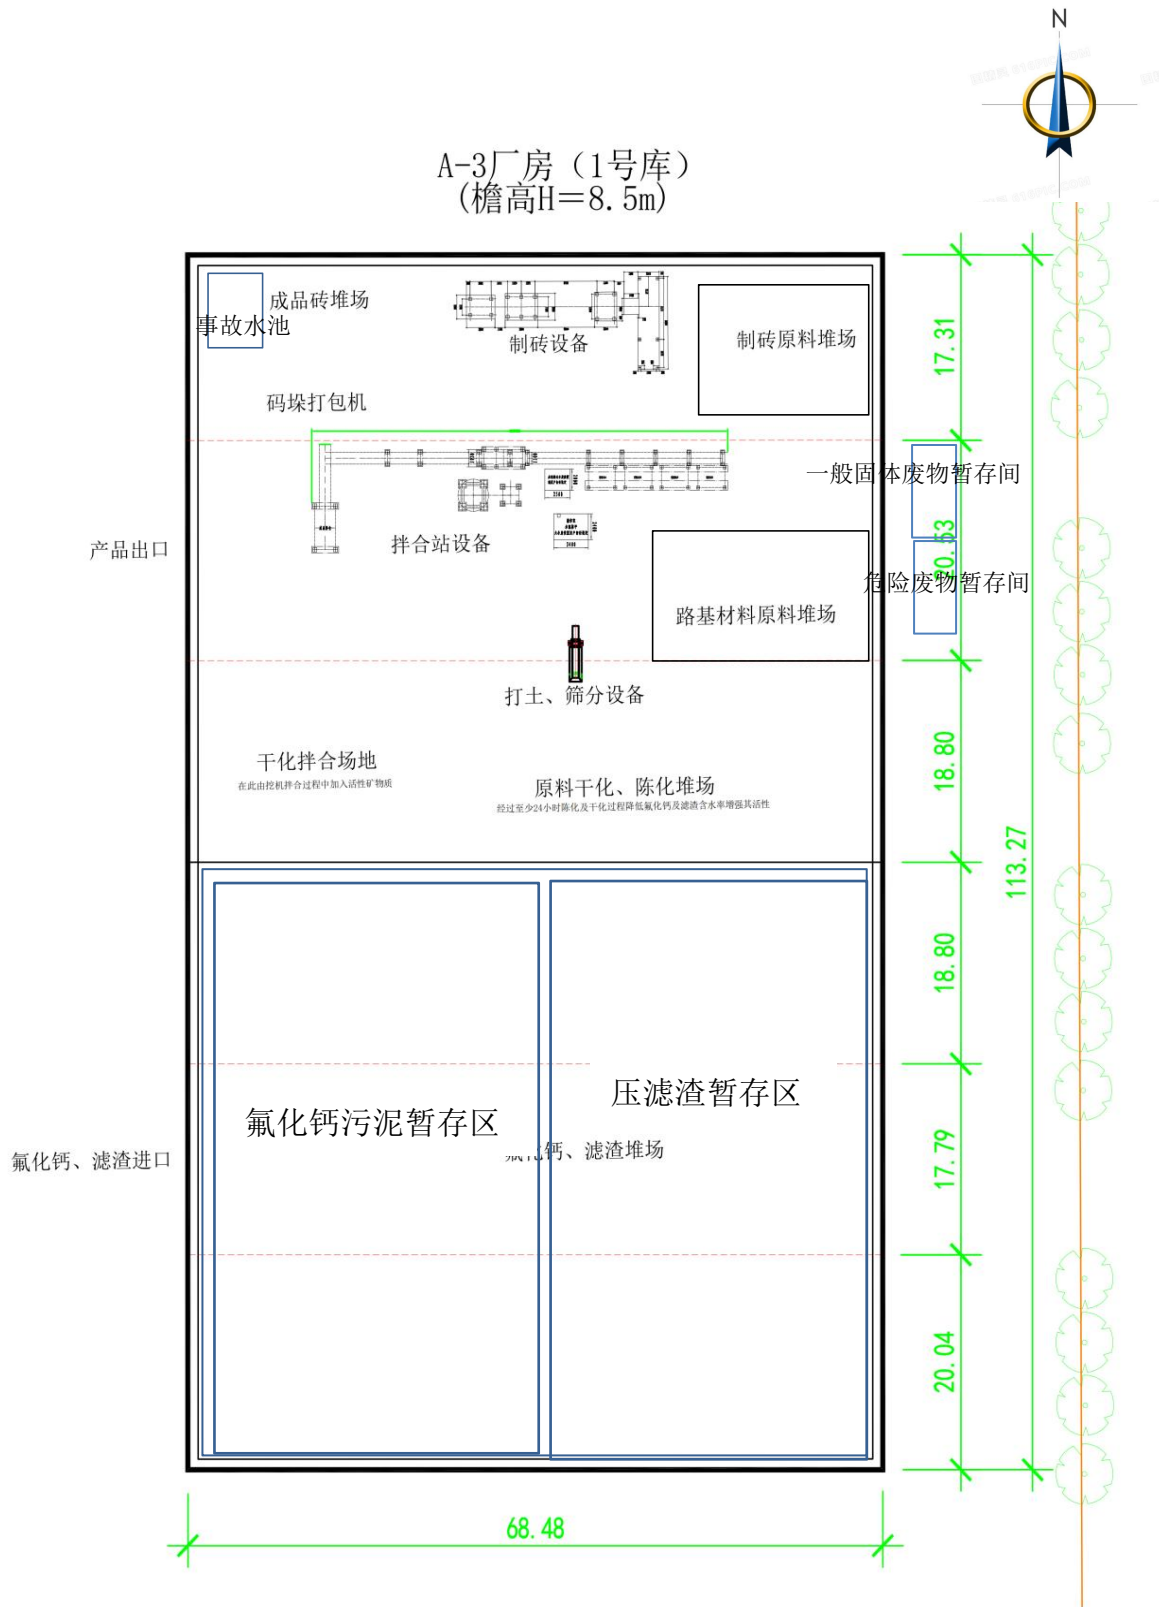 N
A-3厂房（1号库）
(檐高H=8.5m)
成品砖堆场
事故水池
制砖设备
制砖原料堆场
17.31
码垛打包机
一般固体废物暂存间
产品出口
拌合站设备
20.53
危险废物暂存间
路基材料原料堆场
打土、筛分设备
干化拌合场地
在此由挖机拌合过程中加入活性矿物质
原料干化、陈化堆场
经过至少24小时陈化及干化过程降低氟化钙及滤渣含水率增强其活性
18.80
113.27
18.80
压滤渣暂存区
氟化钙污泥暂存区
氟化钙、滤渣堆场
氟化钙、滤渣进口
17.79
20.04
68.48